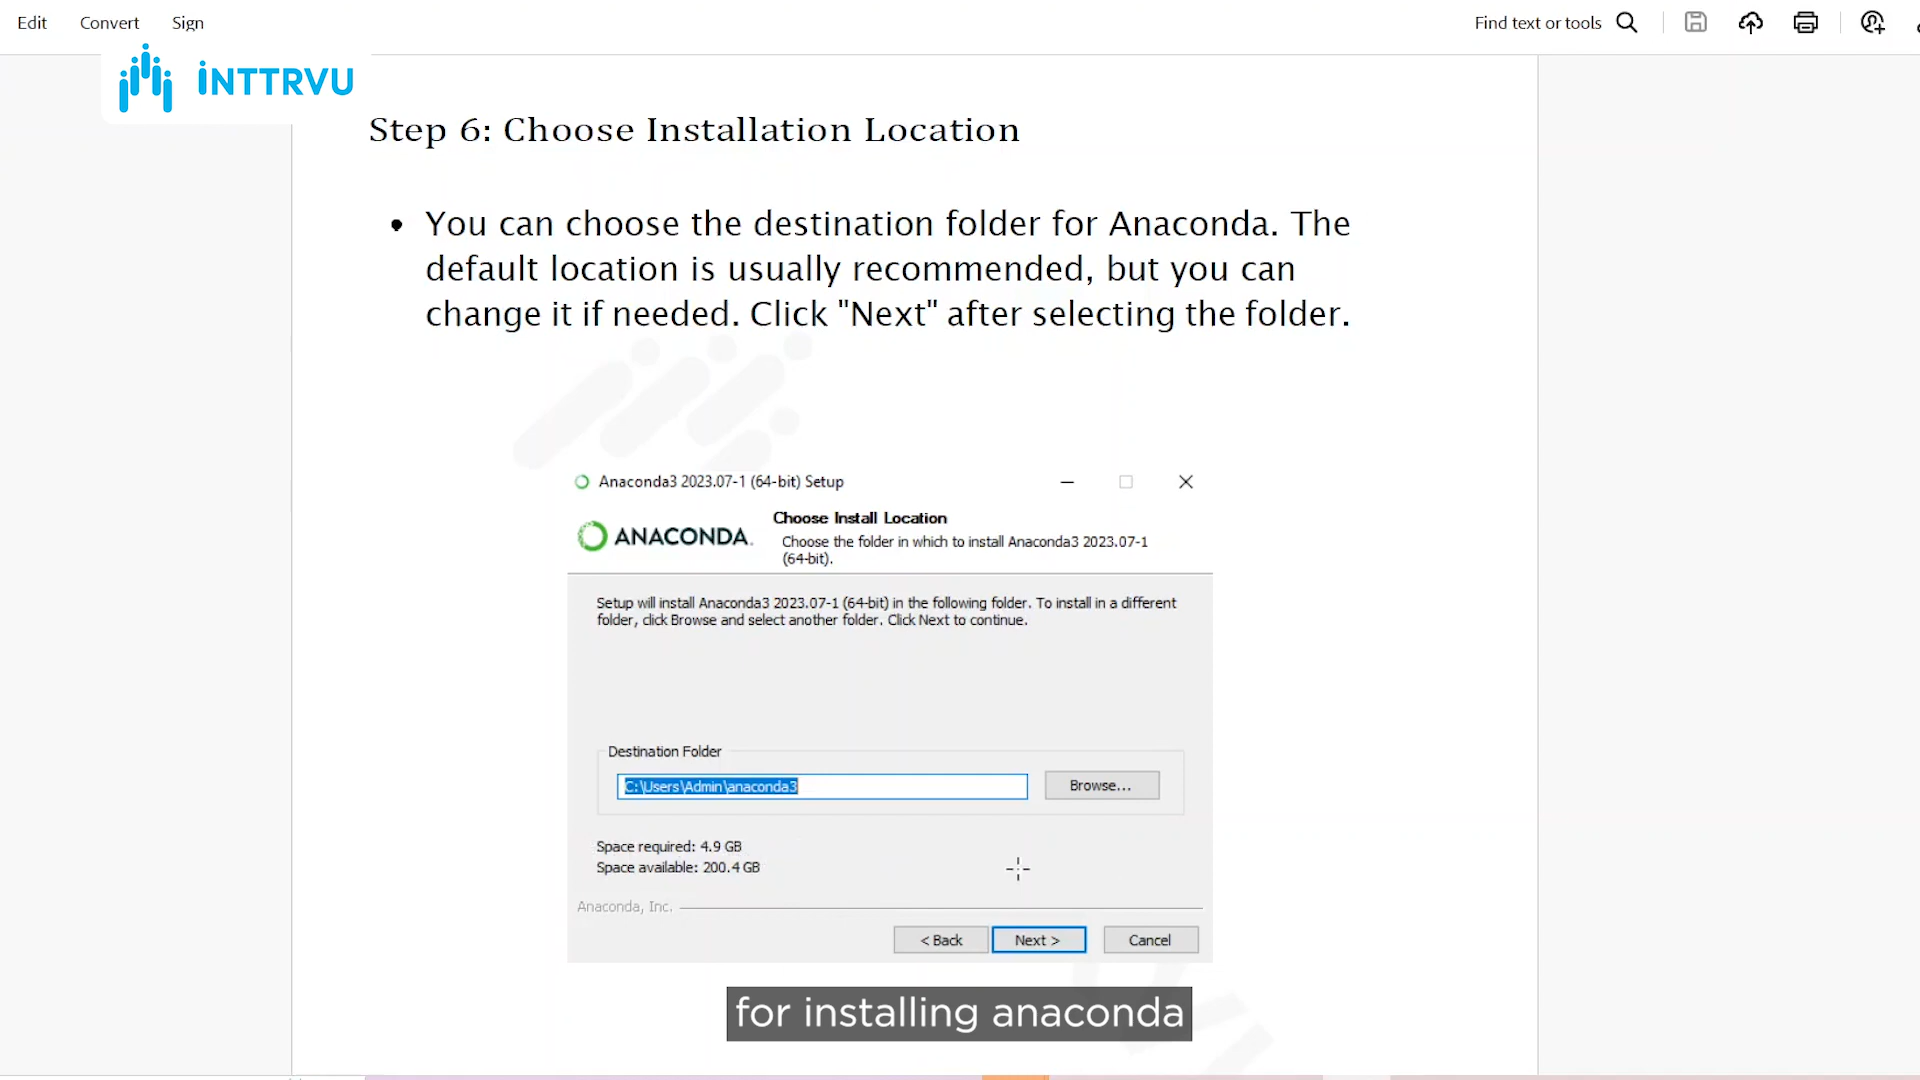 Edit Convert Sign Find text or tools
INTTRVU
Step 6: Choose Installation Location
• You can choose the destination folder for Anaconda. The
default location is usually recommended, but you can
change it if needed. Click "Next" after selecting the folder.
Anaconda3 2023.07-1 (64-bit) Setup
ANACONDA.
Choose Install Location
Choose the folder in which to install Anaconda3 2023.07-1
(64-bit).
Setup will install Anaconda3 2023.07-1 (64-bit) in the following folder. To install in a different
folder, click Browse and select another folder. Click Next to continue.
Destination Folder
C:\Users\Admin\anaconda3 Browse...
Space required: 4.9 GB
Space available: 200.4 GB
Anaconda, Inc.
< Back Next > Cancel
for installing anaconda